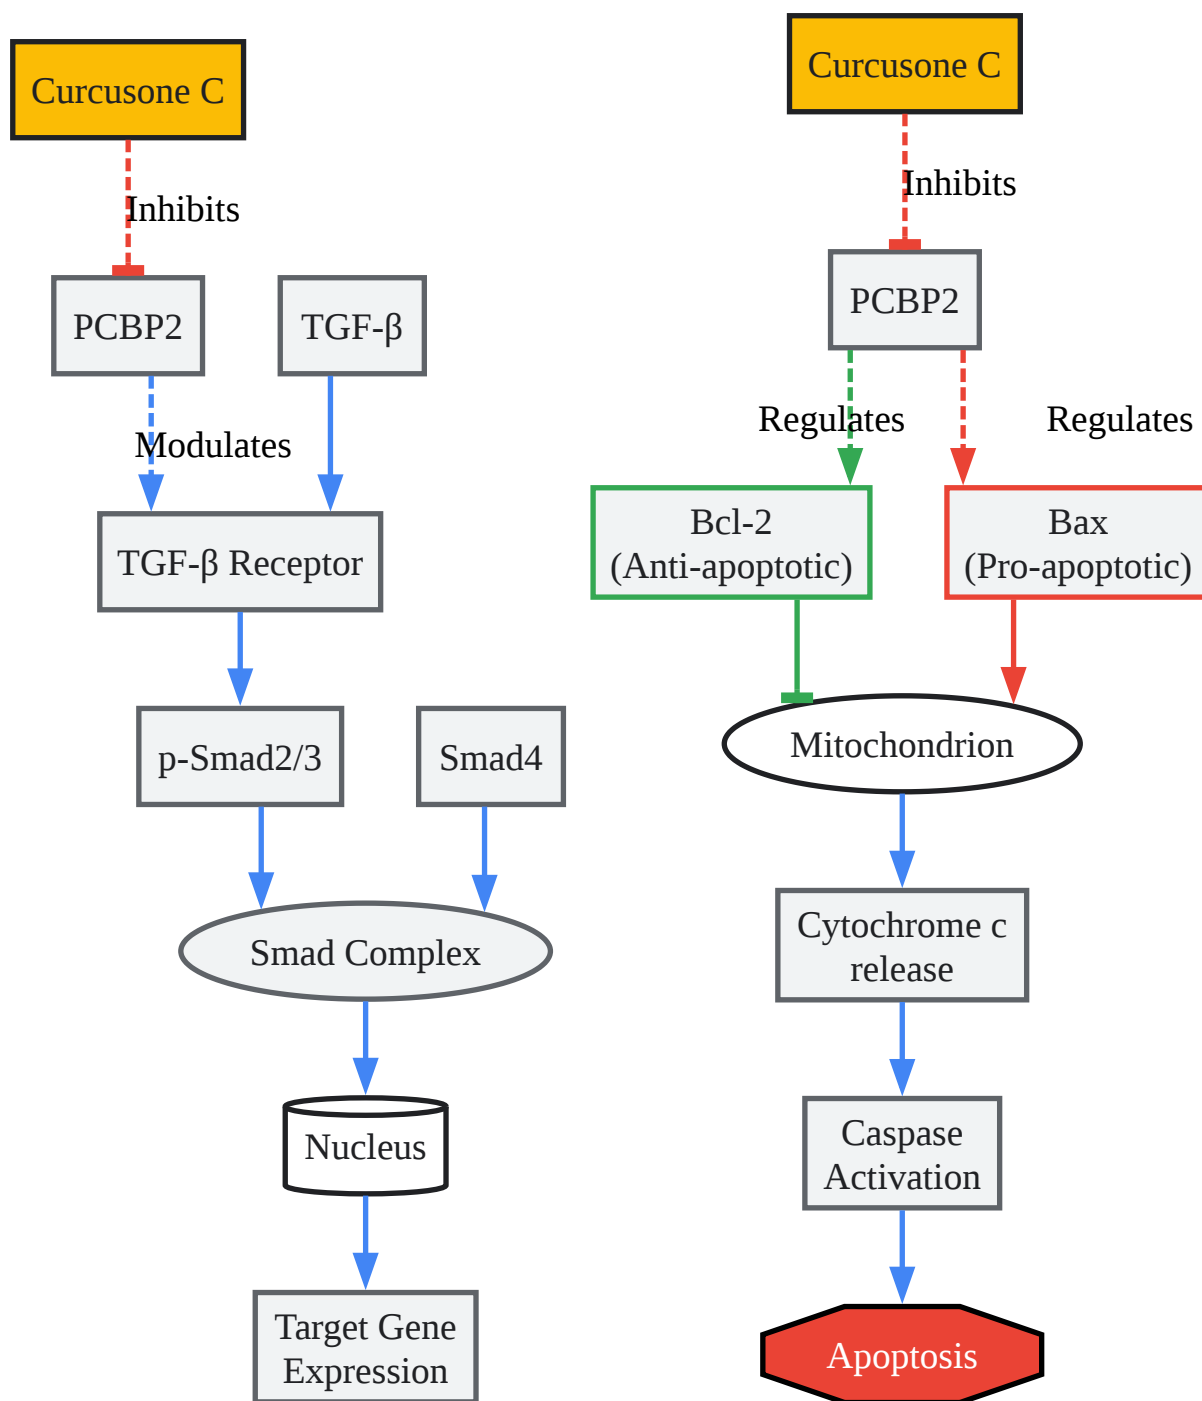 Curcusone C
Inhibits
PCBP2
TGF-β
Modulates
TGF-β Receptor
p-Smad2/3
Smad4
Smad Complex
Nucleus
Target Gene
Expression
Curcusone C
Inhibits
PCBP2
Regulates
Regulates
Bcl-2
(Anti-apoptotic)
Bax
(Pro-apoptotic)
Mitochondrion
Cytochrome c
release
Caspase
Activation
Apoptosis